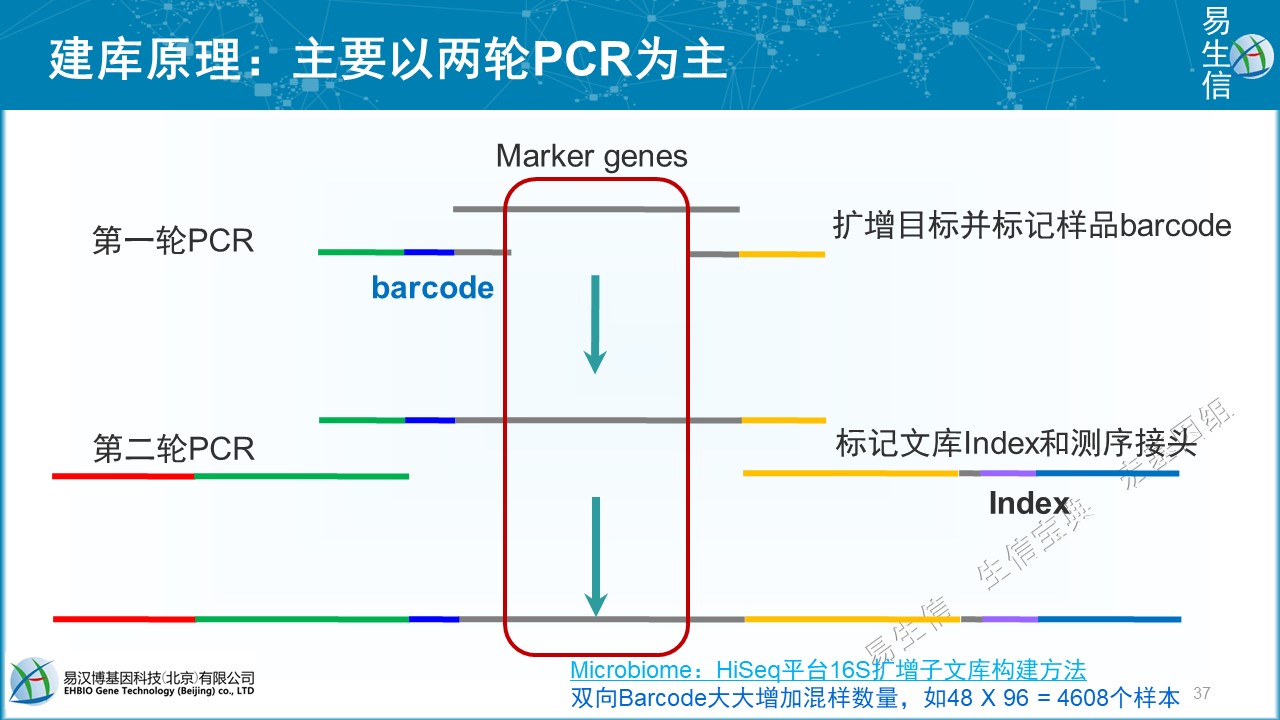 建库原理：主要以两轮PCR为主
易生信
Marker genes
第一轮PCR
扩增目标并标记样品barcode
barcode
第二轮PCR
标记文库Index和测序接头
Index
易生信 生信宝典 宏基因组
Microbiome：HiSeq平台16S扩增子文库构建方法
双向Barcode大大增加混样数量，如48 X 96 = 4608个样本
37
易汉博基因科技(北京)有限公司
EHBIO Gene Technology (Beijing) co., LTD